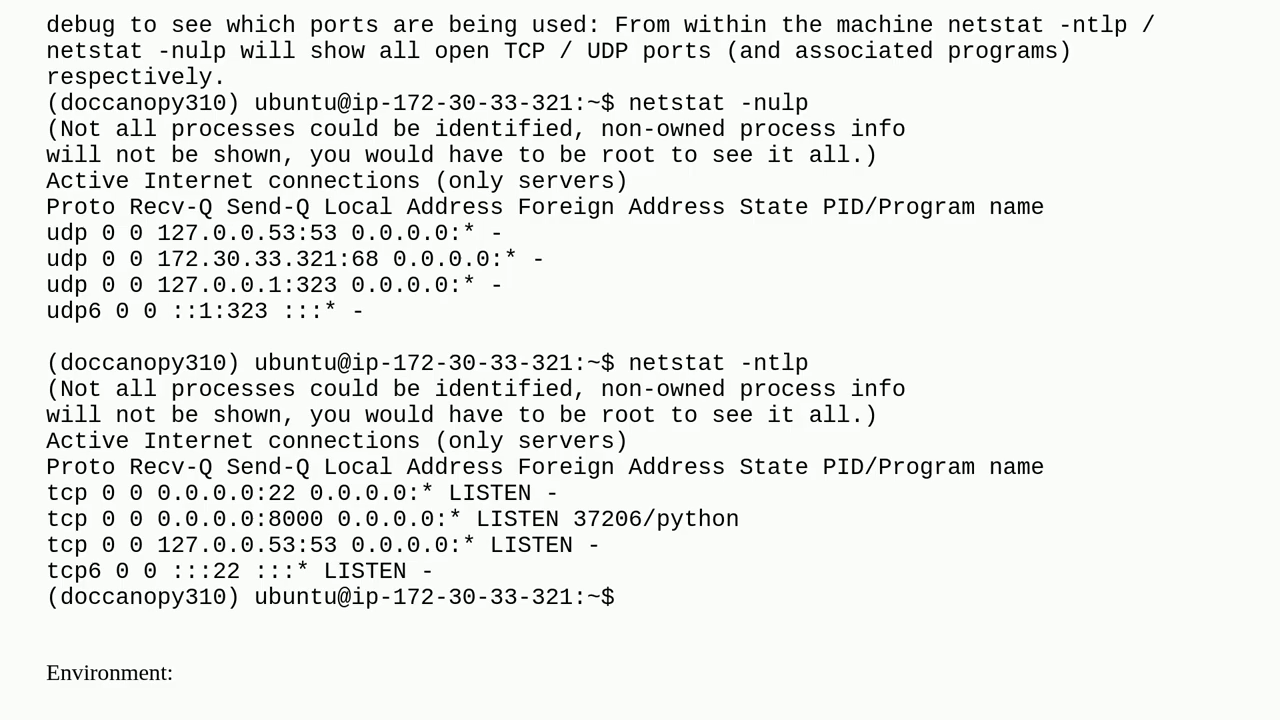 debug to see which ports are being used: From within the machine netstat -ntlp /
netstat -nulp will show all open TCP / UDP ports (and associated programs)
respectively.
(doccanopy310) ubuntu@ip-172-30-33-321:~$ netstat -nulp
(Not all processes could be identified, non-owned process info
will not be shown, you would have to be root to see it all.)
Active Internet connections (only servers)
Proto Recv-Q Send-Q Local Address Foreign Address State PID/Program name
udp 0 0 127.0.0.53:53 0.0.0.0:* -
udp 0 0 172.30.33.321:68 0.0.0.0:* -
udp 0 0 127.0.0.1:323 0.0.0.0:* -
udp6 0 0 ::1:323 :::* -
(doccanopy310) ubuntu@ip-172-30-33-321:~$ netstat -ntlp
(Not all processes could be identified, non-owned process info
will not be shown, you would have to be root to see it all.)
Active Internet connections (only servers)
Proto Recv-Q Send-Q Local Address Foreign Address State PID/Program name
tcp 0 0 0.0.0.0:22 0.0.0.0:* LISTEN -
tcp 0 0 0.0.0.0:8000 0.0.0.0:* LISTEN 37206/python
tcp 0 0 127.0.0.53:53 0.0.0.0:* LISTEN -
tcp6 0 0 :::22 :::* LISTEN -
(doccanopy310) ubuntu@ip-172-30-33-321:~$
Environment: